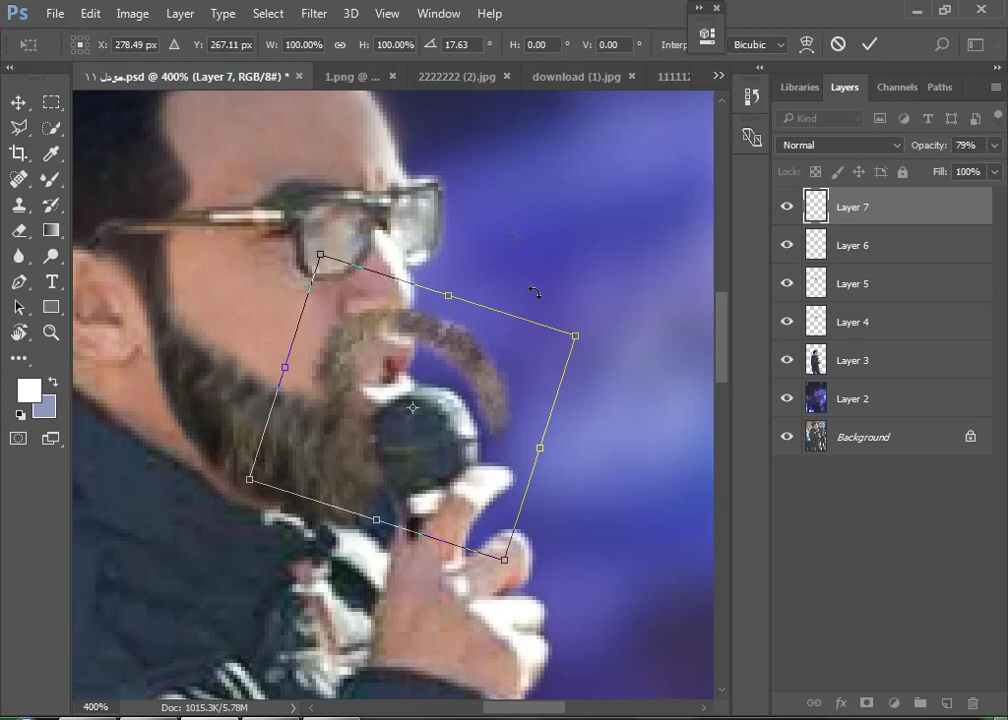 Ps File Edit Image Layer Type Select Filter 3D View Window Help
X: 278.49 px Y: 267.11 px W: 100.00% H: 100.00% 17.63 ° H: 0.00 ° V: 0.00 ° Interp Bicubic
هودل ١١.psd @ 400% (Layer 7, RGB/8#) * × 1.png @ ... × 2222222 (2).jpg × download (1).jpg × 111112
Libraries Layers Channels Paths
Kind
Normal Opacity: 79%
Lock: Fill: 100%
Layer 7
Layer 6
Layer 5
Layer 4
Layer 3
Layer 2
Background
400% Doc: 1015.3K/5.78M